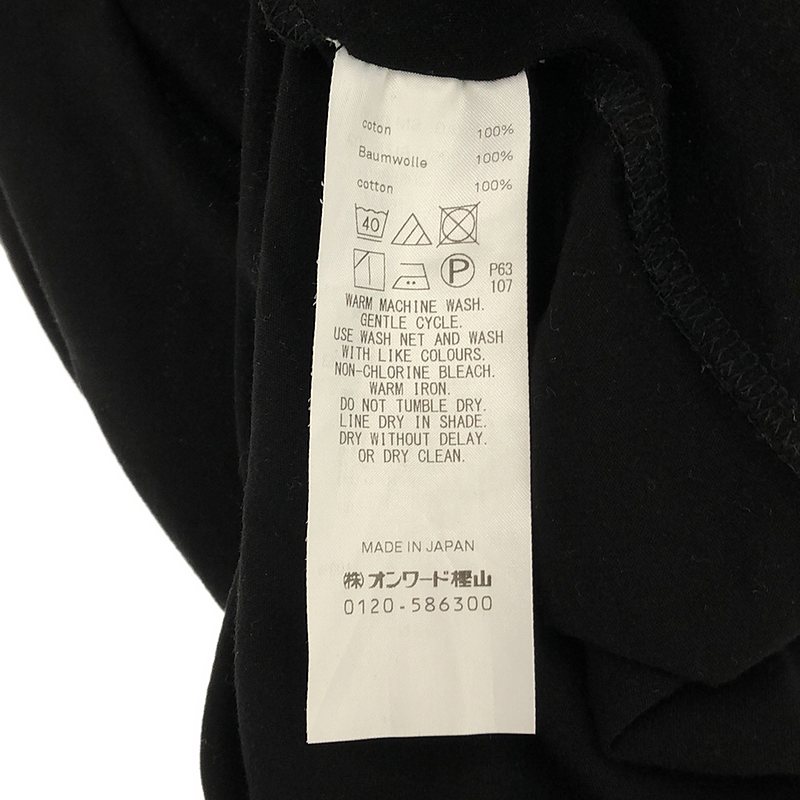 coton 100%
Baumwolle 100%
cotton 100%
40
P P63
107
WARM MACHINE WASH.
GENTLE CYCLE.
USE WASH NET AND WASH
WITH LIKE COLOURS.
NON-CHLORINE BLEACH.
WARM IRON.
DO NOT TUMBLE DRY.
LINE DRY IN SHADE.
DRY WITHOUT DELAY.
OR DRY CLEAN.
MADE IN JAPAN
㈱オンワード樫山
0120-586300